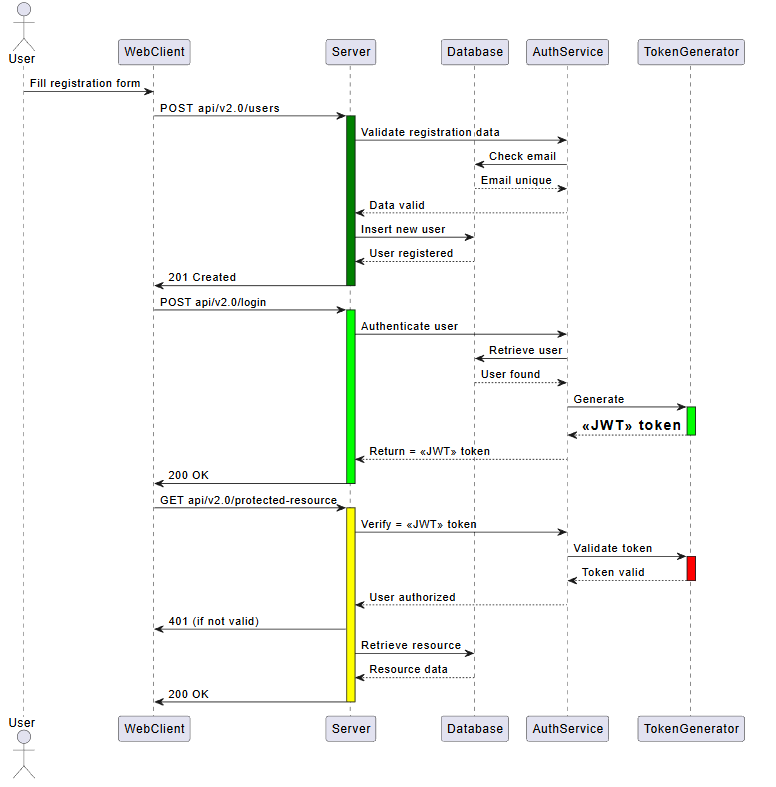 User
WebClient
Server
Database
AuthService
TokenGenerator
Fill registration form
POST api/v2.0/users
Validate registration data
Check email
Email unique
Data valid
Insert new user
User registered
201 Created
POST api/v2.0/login
Authenticate user
Retrieve user
User found
Generate
«JWT» token
Return = «JWT» token
200 OK
GET api/v2.0/protected-resource
Verify = «JWT» token
Validate token
Token valid
User authorized
401 (if not valid)
Retrieve resource
Resource data
200 OK
User
WebClient
Server
Database
AuthService
TokenGenerator